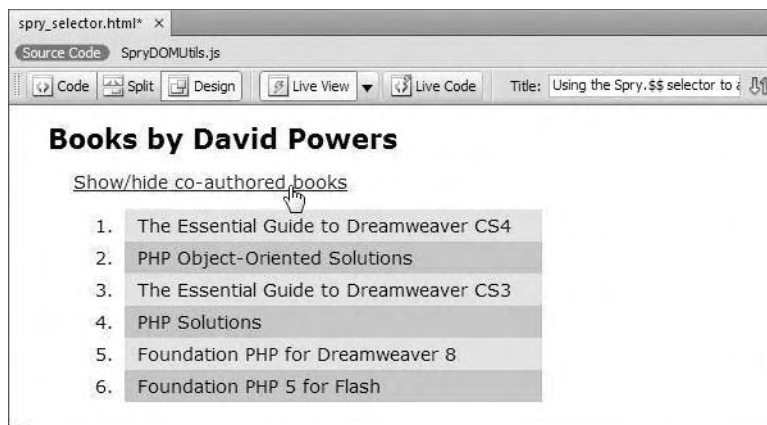 spry_selector.html* ×
Source Code SpryDOMUtils.js
Code Split Design Live View Live Code Title: Using the Spry.$$ selector to
Books by David Powers
Show/hide co-authored books
1. The Essential Guide to Dreamweaver CS4
2. PHP Object-Oriented Solutions
3. The Essential Guide to Dreamweaver CS3
4. PHP Solutions
5. Foundation PHP for Dreamweaver 8
6. Foundation PHP 5 for Flash